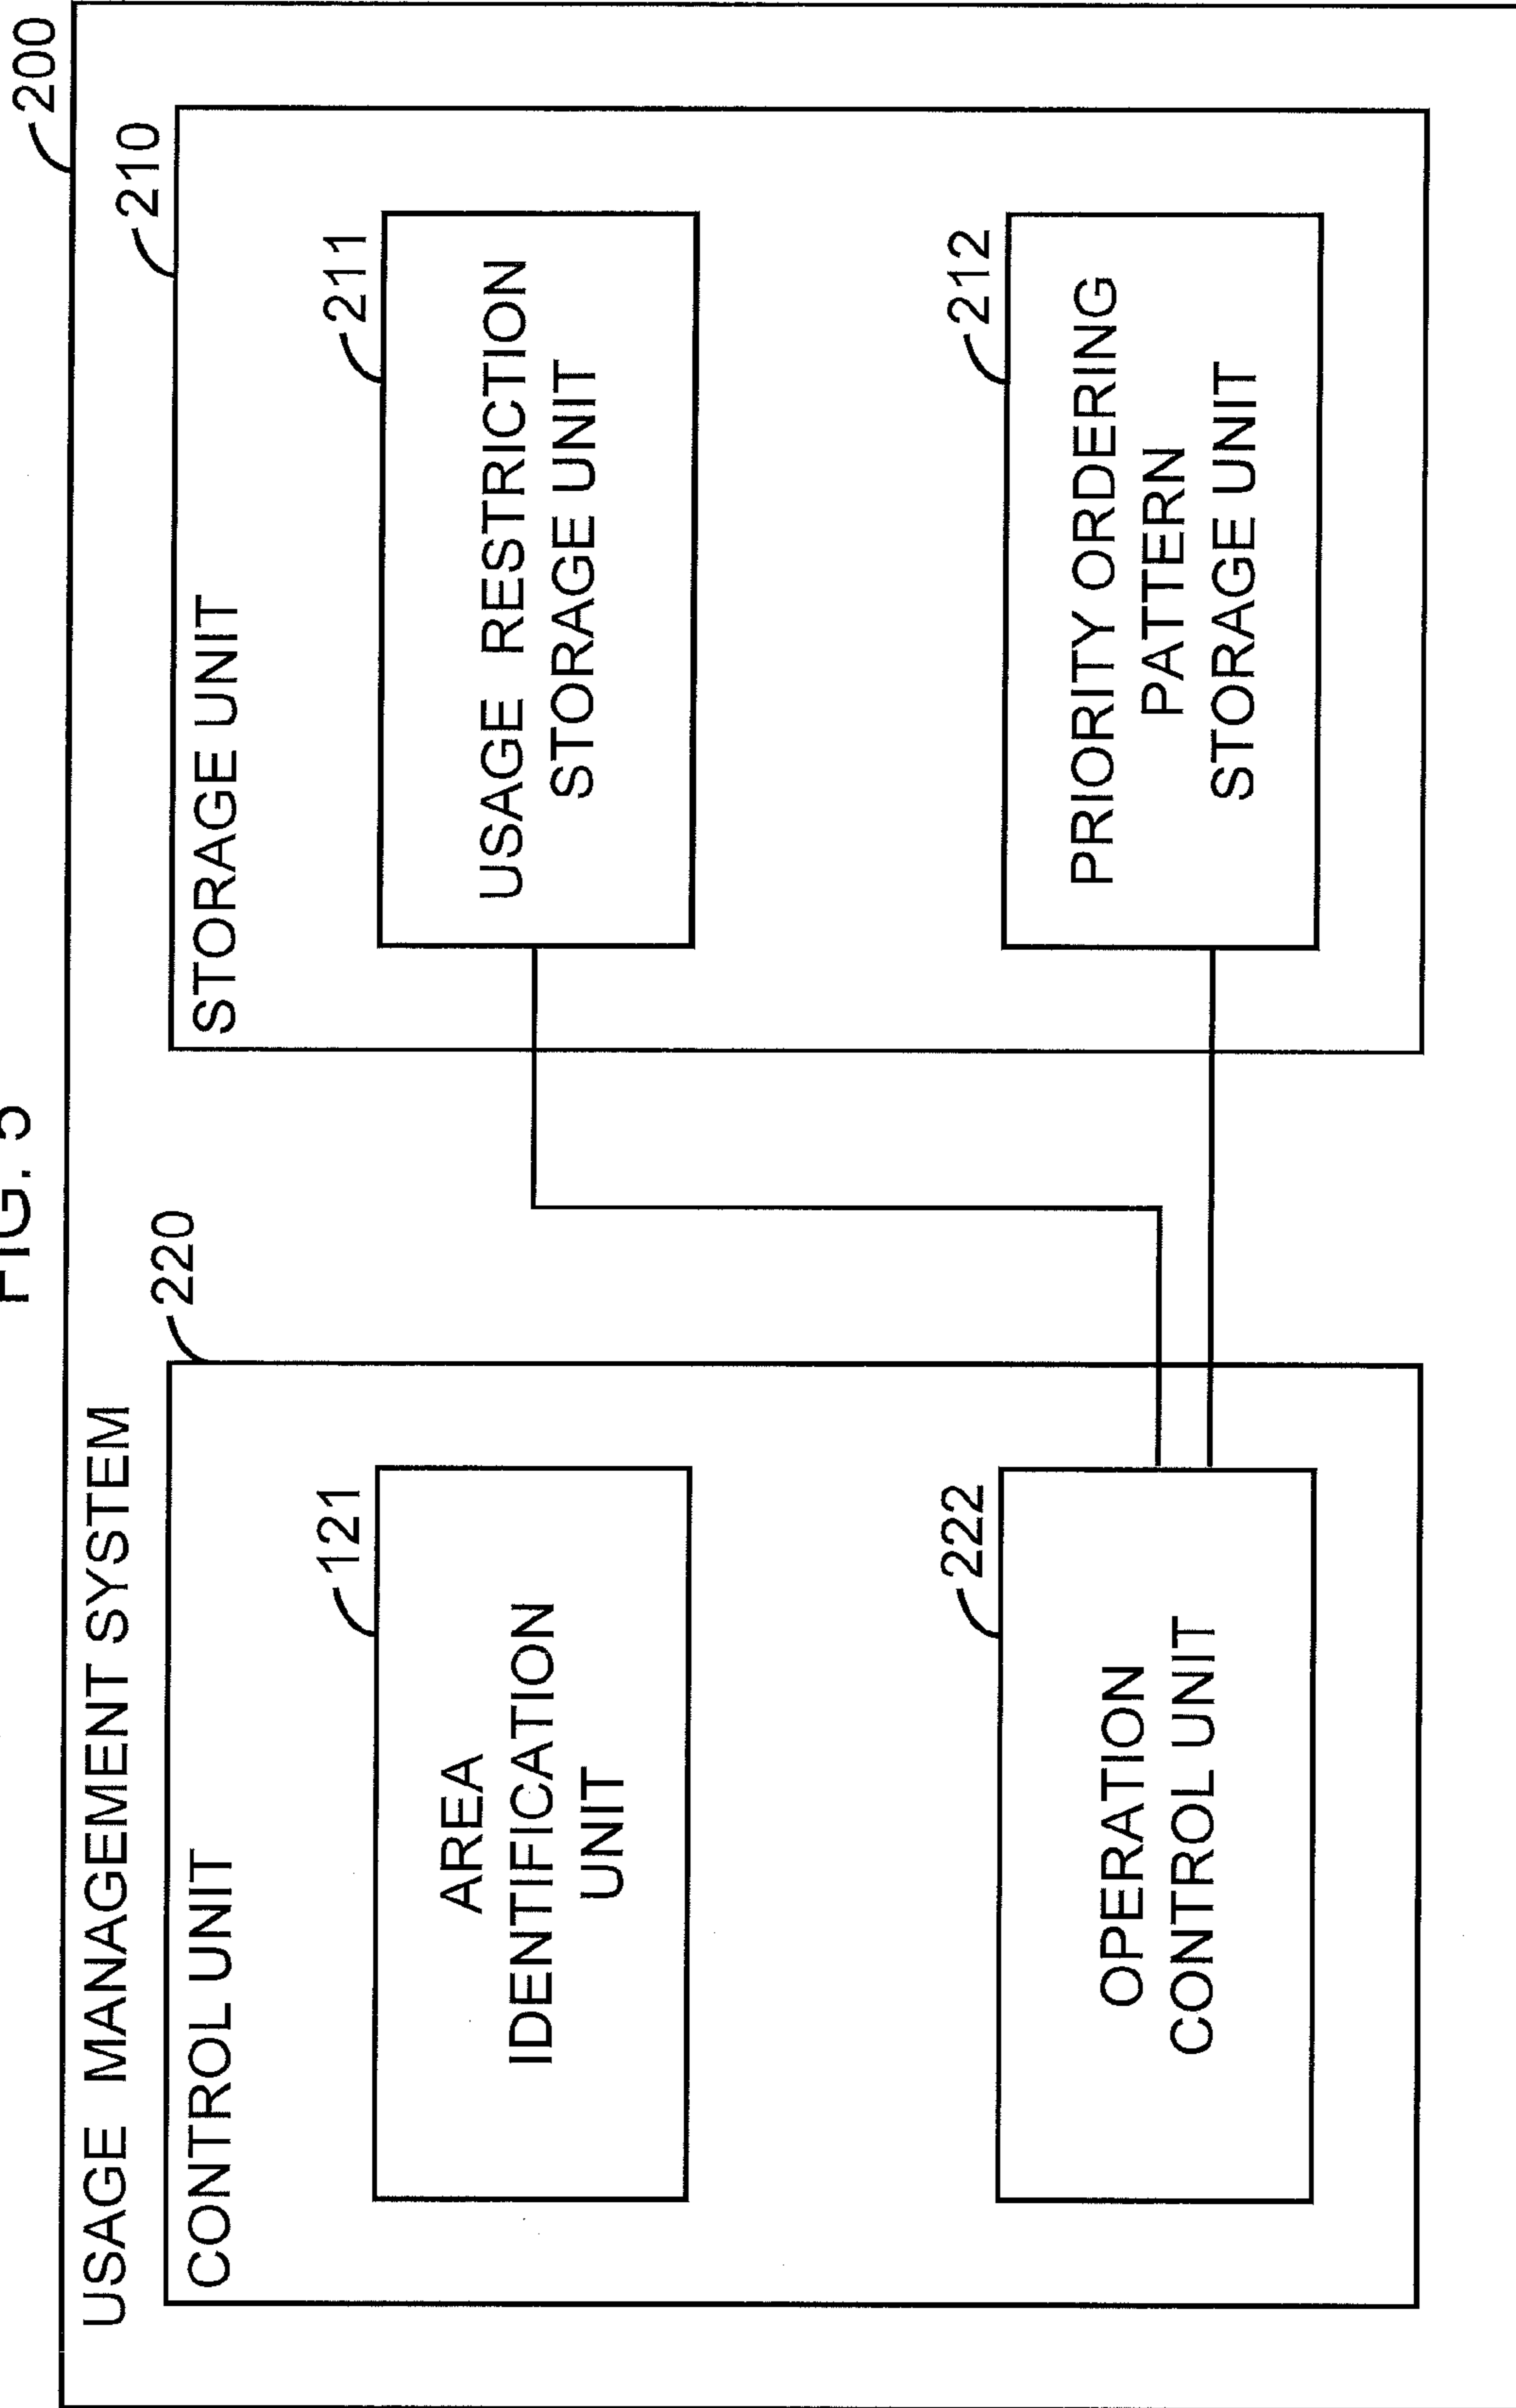 FIG. 5
200
USAGE MANAGEMENT SYSTEM
220
CONTROL UNIT
121
AREA
IDENTIFICATION
UNIT
222
OPERATION
CONTROL UNIT
210
STORAGE UNIT
211
USAGE RESTRICTION
STORAGE UNIT
212
PRIORITY ORDERING
PATTERN
STORAGE UNIT